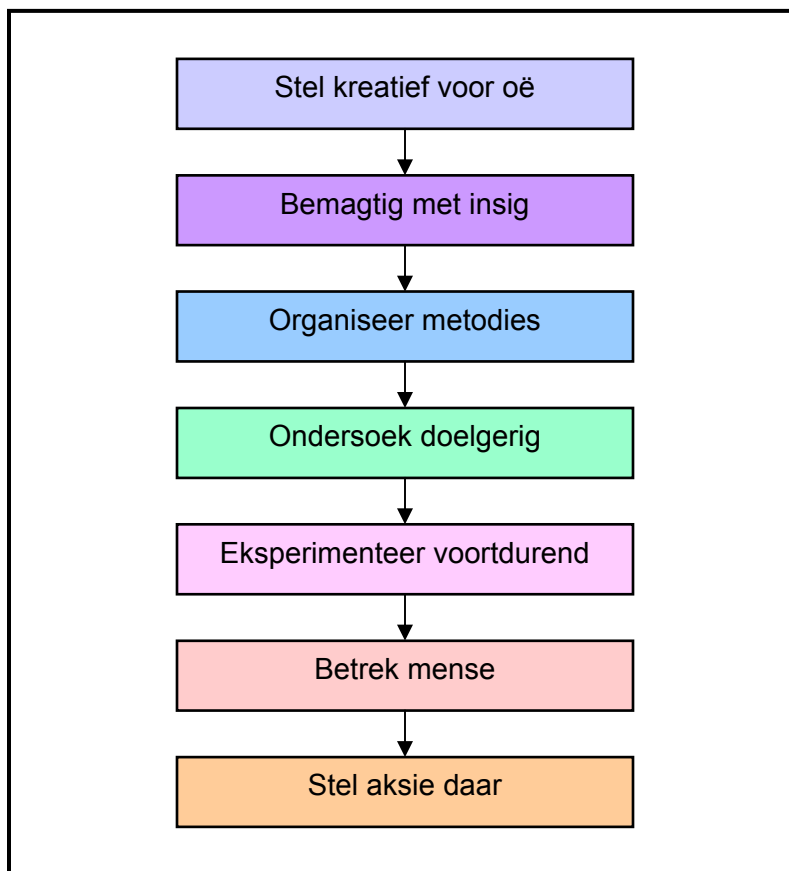 Stel kreatief voor oë
Bemagtig met insig
Organiseer metodies
Ondersoek doelgerig
Eksperimenteer voortdurend
Betrek mense
Stel aksie daar